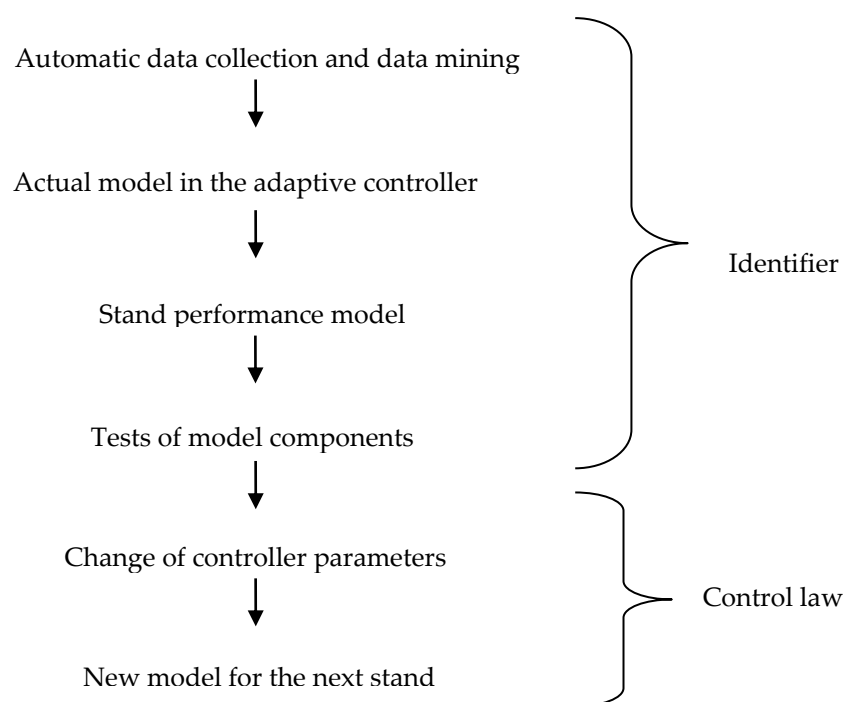 Automatic data collection and data mining
Actual model in the adaptive controller
Identifier
Stand performance model
Tests of model components
Change of controller parameters
Control law
New model for the next stand